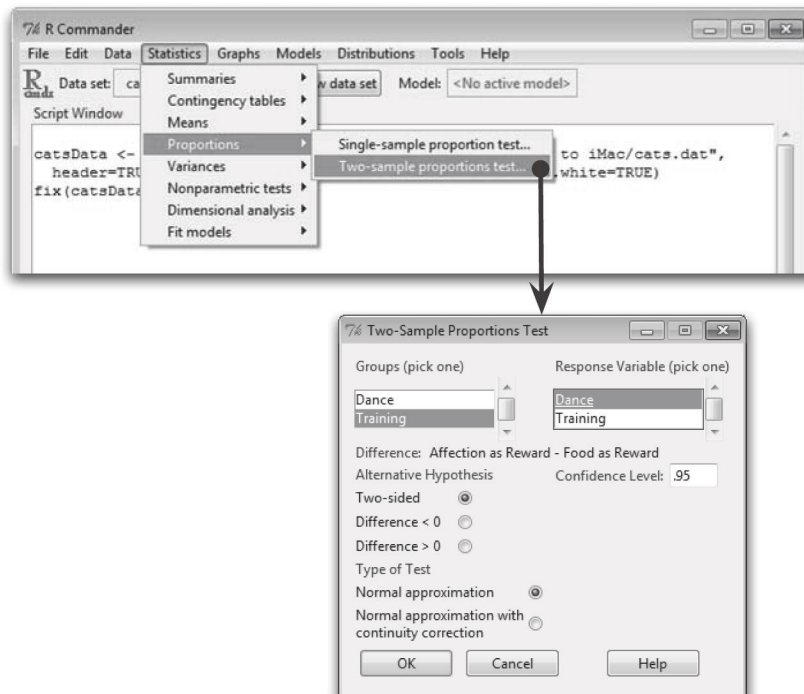 R Commander
File Edit Data Statistics Graphs Models Distributions Tools Help
R cmdr Data set: ca w data set Model: <No active model>
Script Window
Summaries
Contingency tables
Means
Proportions
Variances
Nonparametric tests
Dimensional analysis
Fit models
Single-sample proportion test...
Two-sample proportions test...
catsData <- to iMac/cats.dat",
header=TRU .white=TRUE)
fix(catsData
Two-Sample Proportions Test
Groups (pick one) Response Variable (pick one)
Dance Dance
Training Training
Difference: Affection as Reward - Food as Reward
Alternative Hypothesis Confidence Level: .95
Two-sided
Difference < 0
Difference > 0
Type of Test
Normal approximation
Normal approximation with
continuity correction
OK Cancel Help